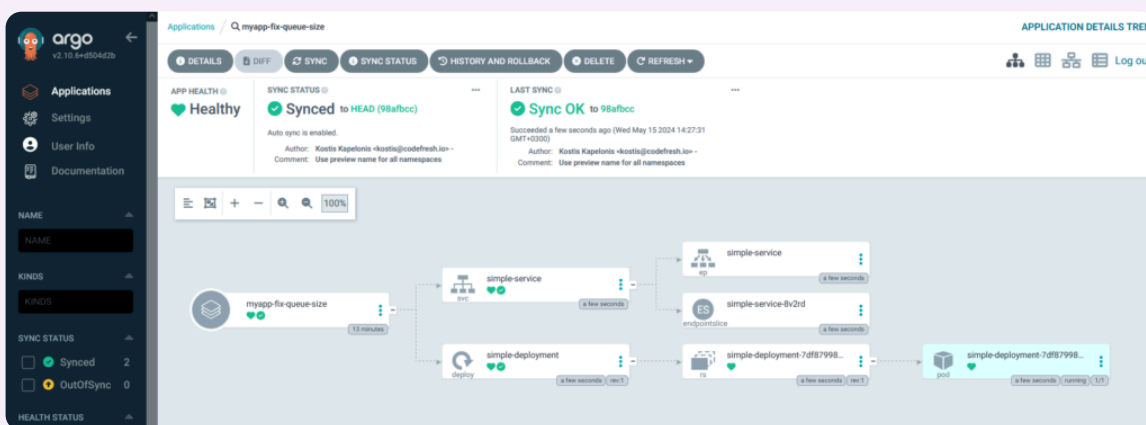 argo
v2.10.6+d504d2b
Applications
Settings
User Info
Documentation
NAME
NAME
KINDS
KINDS
SYNC STATUS
Synced 2
OutOfSync 0
HEALTH STATUS
Applications / myapp-fix-queue-size
APPLICATION DETAILS TRE
DETAILS DIFF SYNC SYNC STATUS HISTORY AND ROLLBACK DELETE REFRESH
Log ou
APP HEALTH
Healthy
SYNC STATUS
Synced to HEAD (98afbcc)
Auto sync is enabled.
Author: Kostis Kapelonis <kostis@codefresh.io> -
Comment: Use preview name for all namespaces
LAST SYNC
Sync OK to 98afbcc
Succeeded a few seconds ago (Wed May 15 2024 14:27:31
GMT+0300)
Author: Kostis Kapelonis <kostis@codefresh.io> -
Comment: Use preview name for all namespaces
100%
myapp-fix-queue-size
13 minutes
simple-service
svc
a few seconds
simple-deployment
deploy
a few seconds rev:1
simple-service
ep
a few seconds
ES
simple-service-8v2rd
endpointslice
a few seconds
simple-deployment-7df87998...
rs
a few seconds rev:1
simple-deployment-7df87998...
pod
a few seconds running 1/1